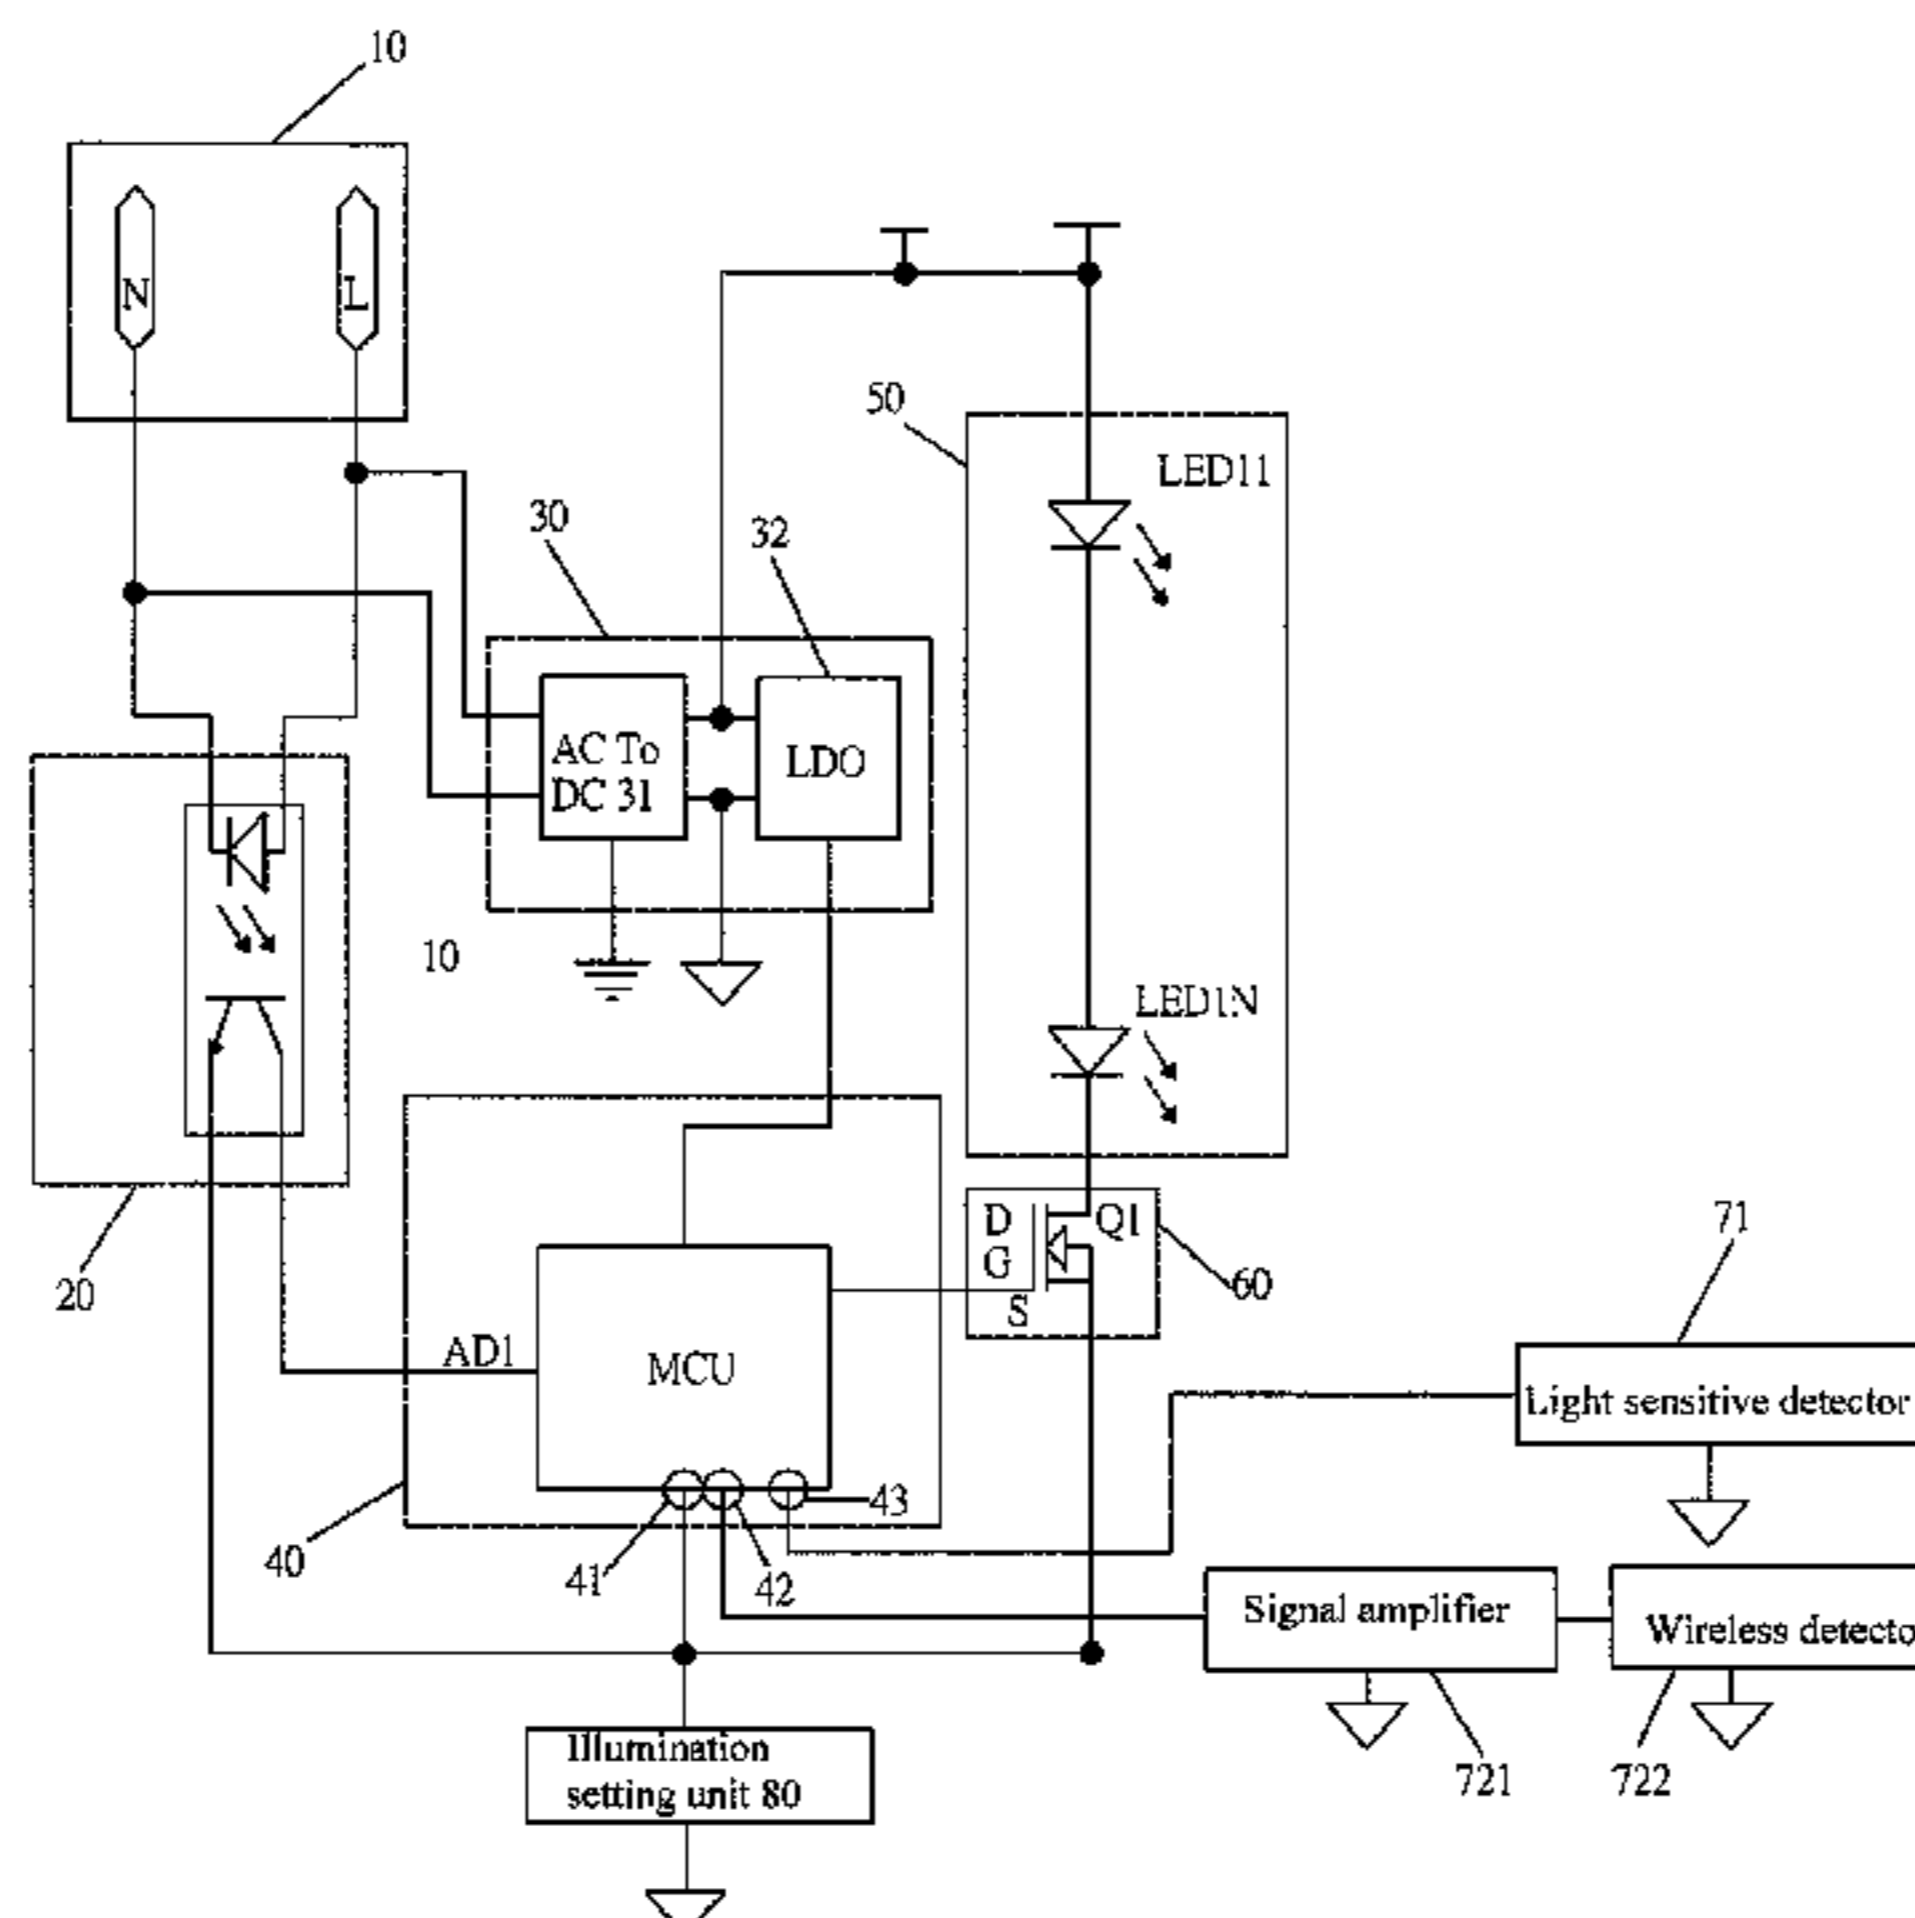 10
N
L
50
LED11
30
32
AC To
DC 31
LDO
10
LED1N
D
Q1
G
S
60
71
20
AD1
MCU
Light sensitive detector
43
40
41
42
Signal amplifier
Wireless detecto
Illumination
setting unit 80
721
722